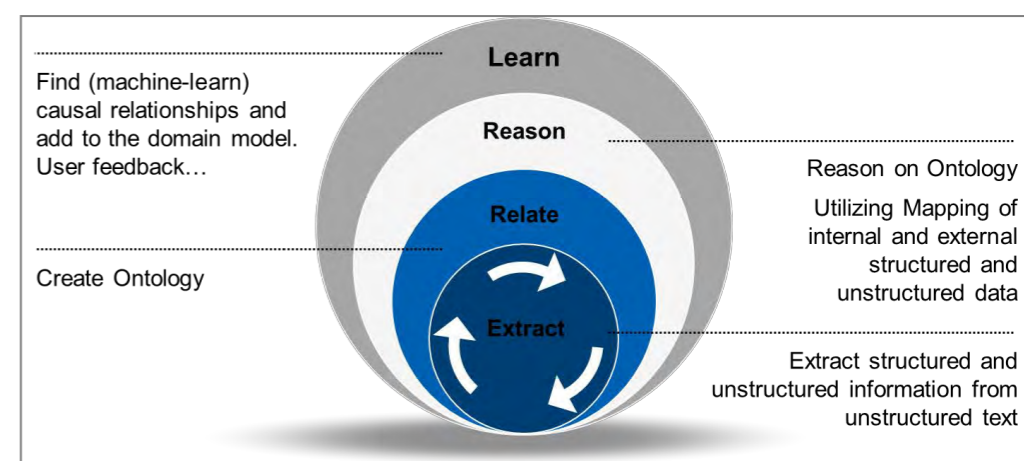 Learn
Find (machine-learn)
causal relationships and
add to the domain model.
User feedback…
Reason
Reason on Ontology
Utilizing Mapping of
internal and external
structured and
unstructured data
Relate
Create Ontology
Extract
Extract structured and
unstructured information from
unstructured text